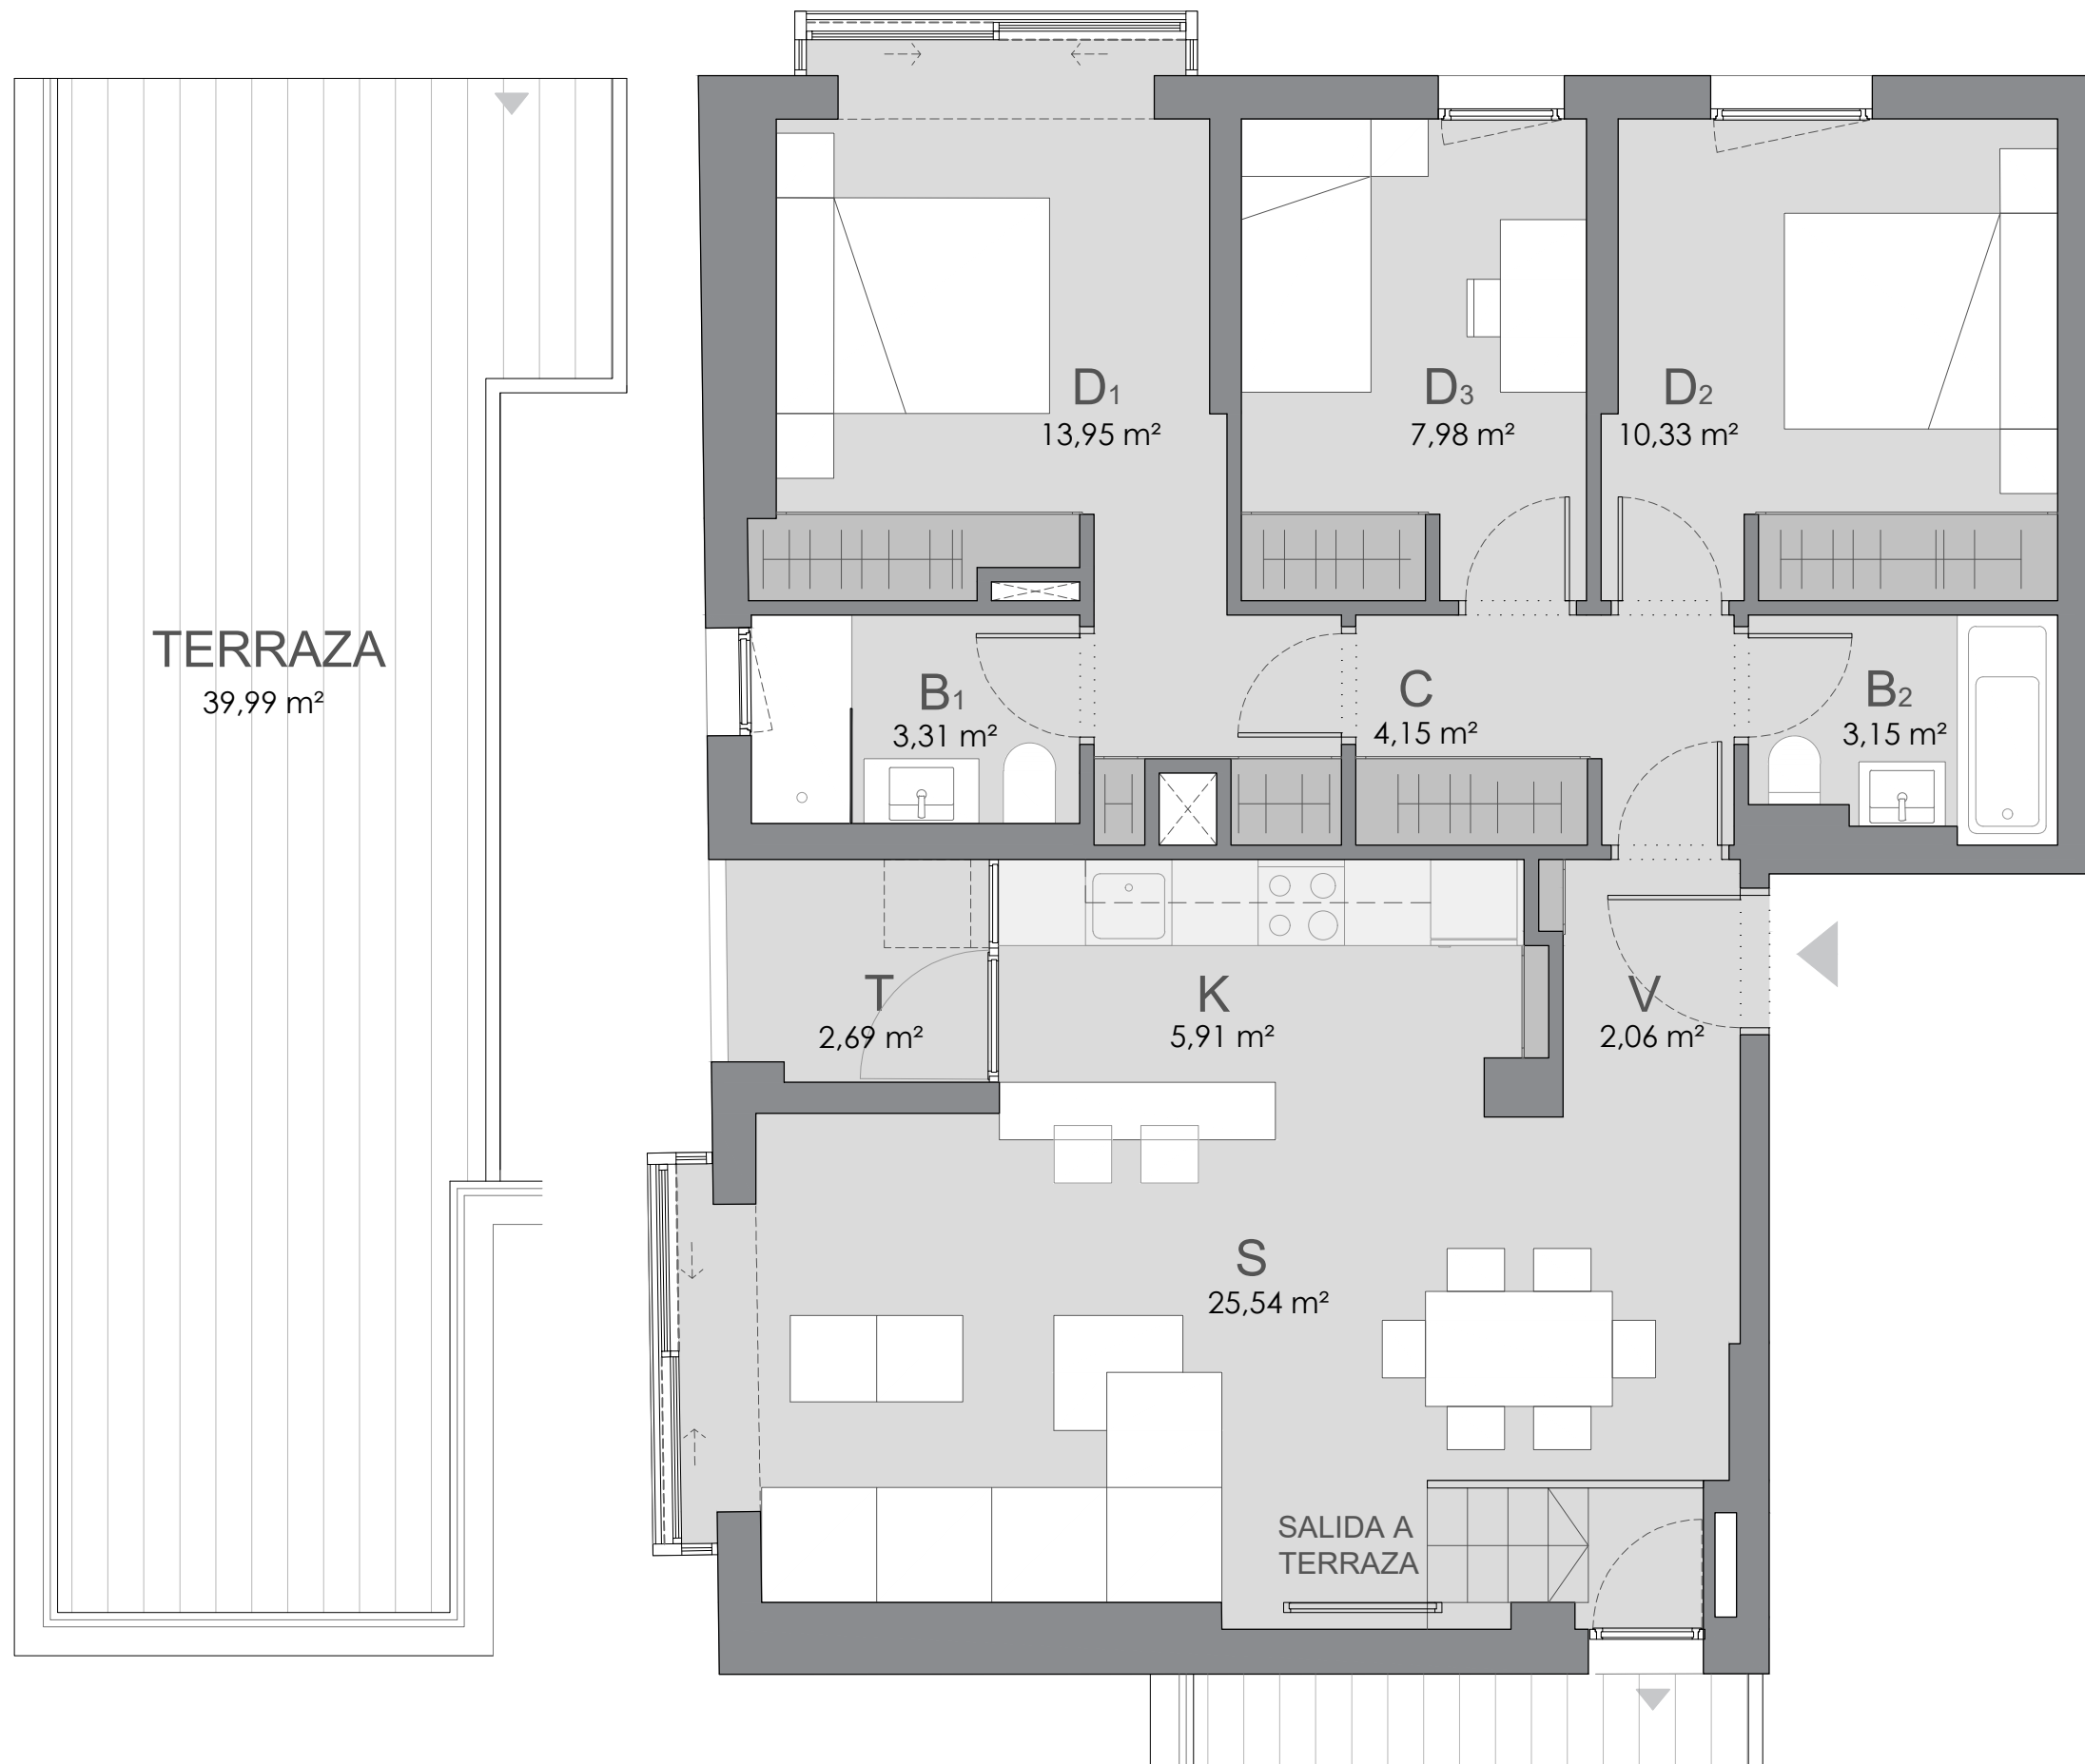 D1
13,95 m²
D3
7,98 m²
D2
10,33 m²
TERRAZA
39,99 m²
B1
3,31 m²
C
4,15 m²
B2
3,15 m²
T
2,69 m²
K
5,91 m²
V
2,06 m²
S
25,54 m²
SALIDA A
TERRAZA